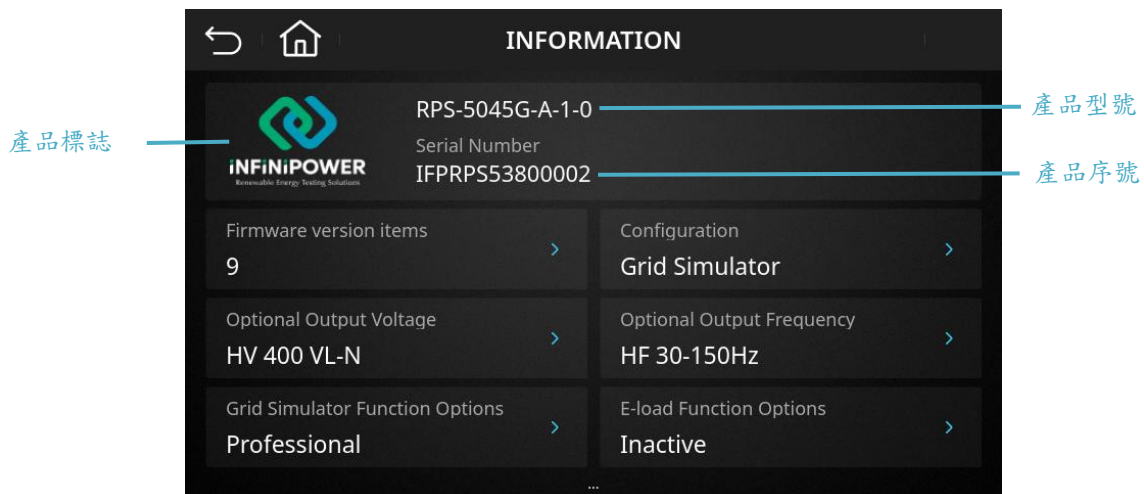 INFORMATION
RPS-5045G-A-1-0
產品型號
產品標誌
Serial Number
INFiNiPOWER
IFPRPS53800002
產品序號
Renewable Energy Testing Solutions
Firmware version items
9
Configuration
Grid Simulator
Optional Output Voltage
HV 400 VL-N
Optional Output Frequency
HF 30-150Hz
Grid Simulator Function Options
Professional
E-load Function Options
Inactive
...